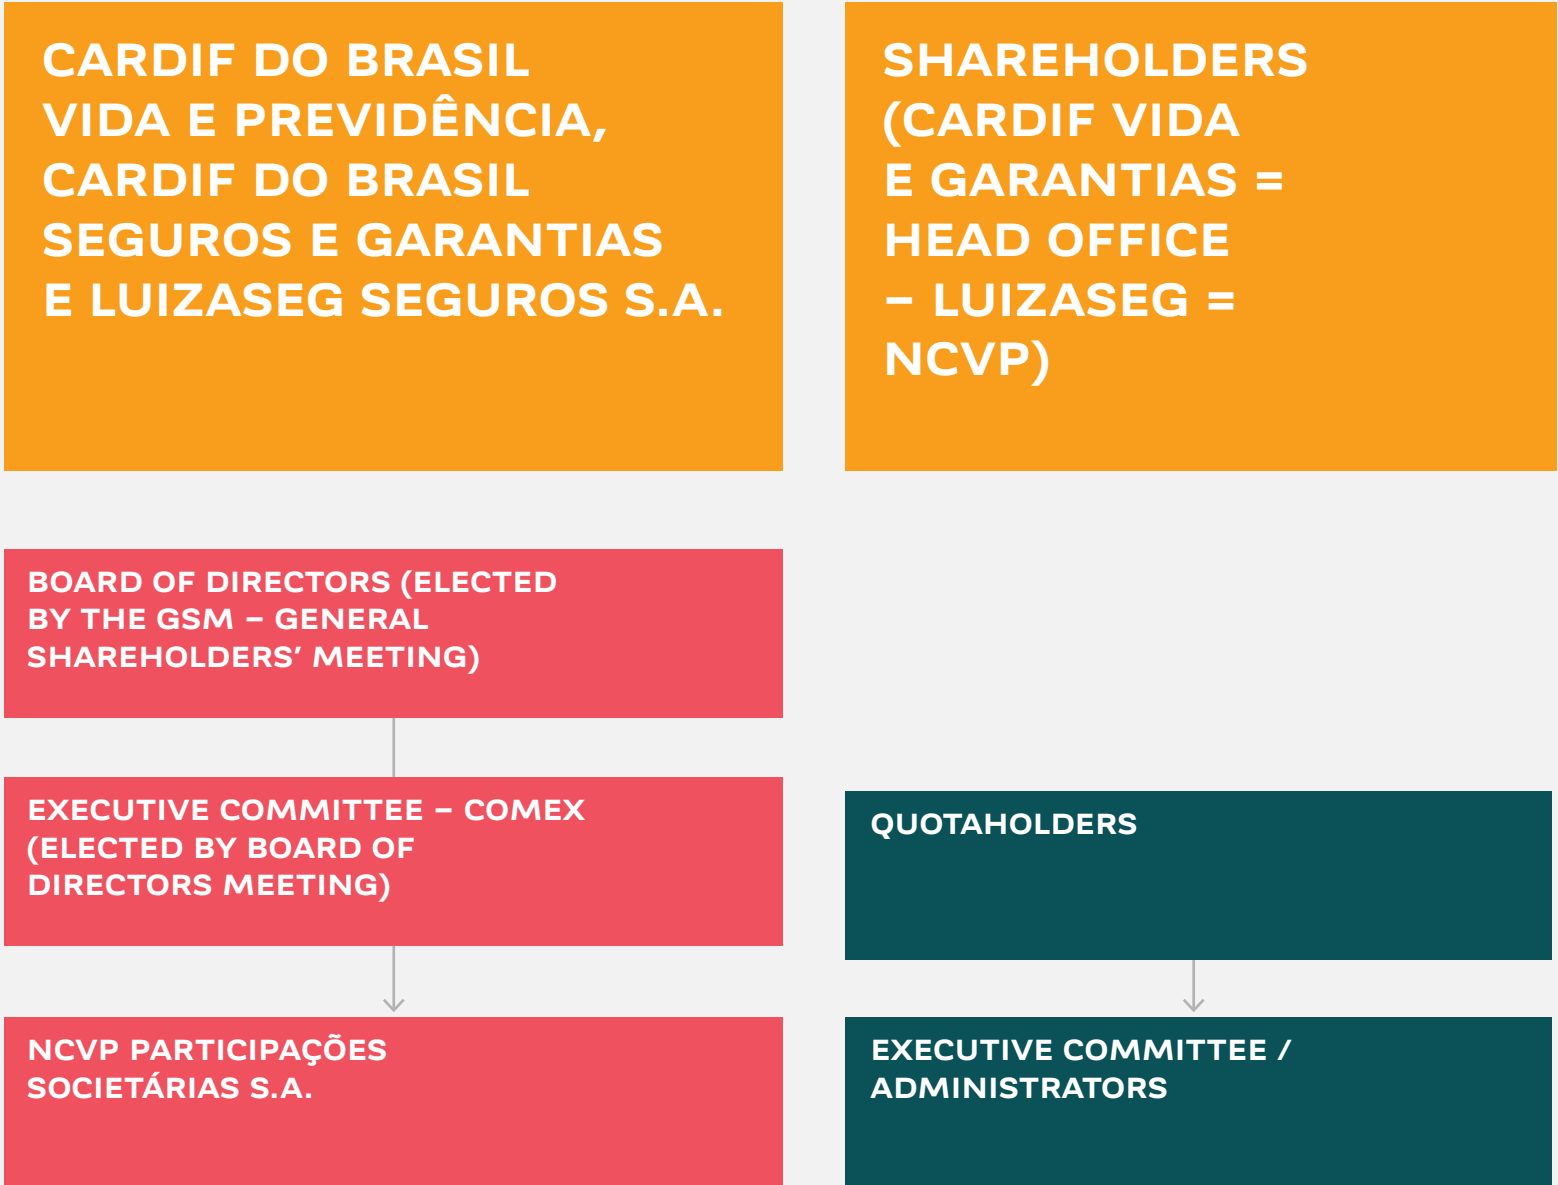 CARDIF DO BRASIL
VIDA E PREVIDÊNCIA,
CARDIF DO BRASIL
SEGUROS E GARANTIAS
E LUIZASEG SEGUROS S.A.
SHAREHOLDERS
(CARDIF VIDA
E GARANTIAS =
HEAD OFFICE
– LUIZASEG =
NCVP)
BOARD OF DIRECTORS (ELECTED
BY THE GSM – GENERAL
SHAREHOLDERS’ MEETING)
EXECUTIVE COMMITTEE – COMEX
(ELECTED BY BOARD OF
DIRECTORS MEETING)
QUOTAHOLDERS
NCVP PARTICIPAÇÕES
SOCIETÁRIAS S.A.
EXECUTIVE COMMITTEE /
ADMINISTRATORS